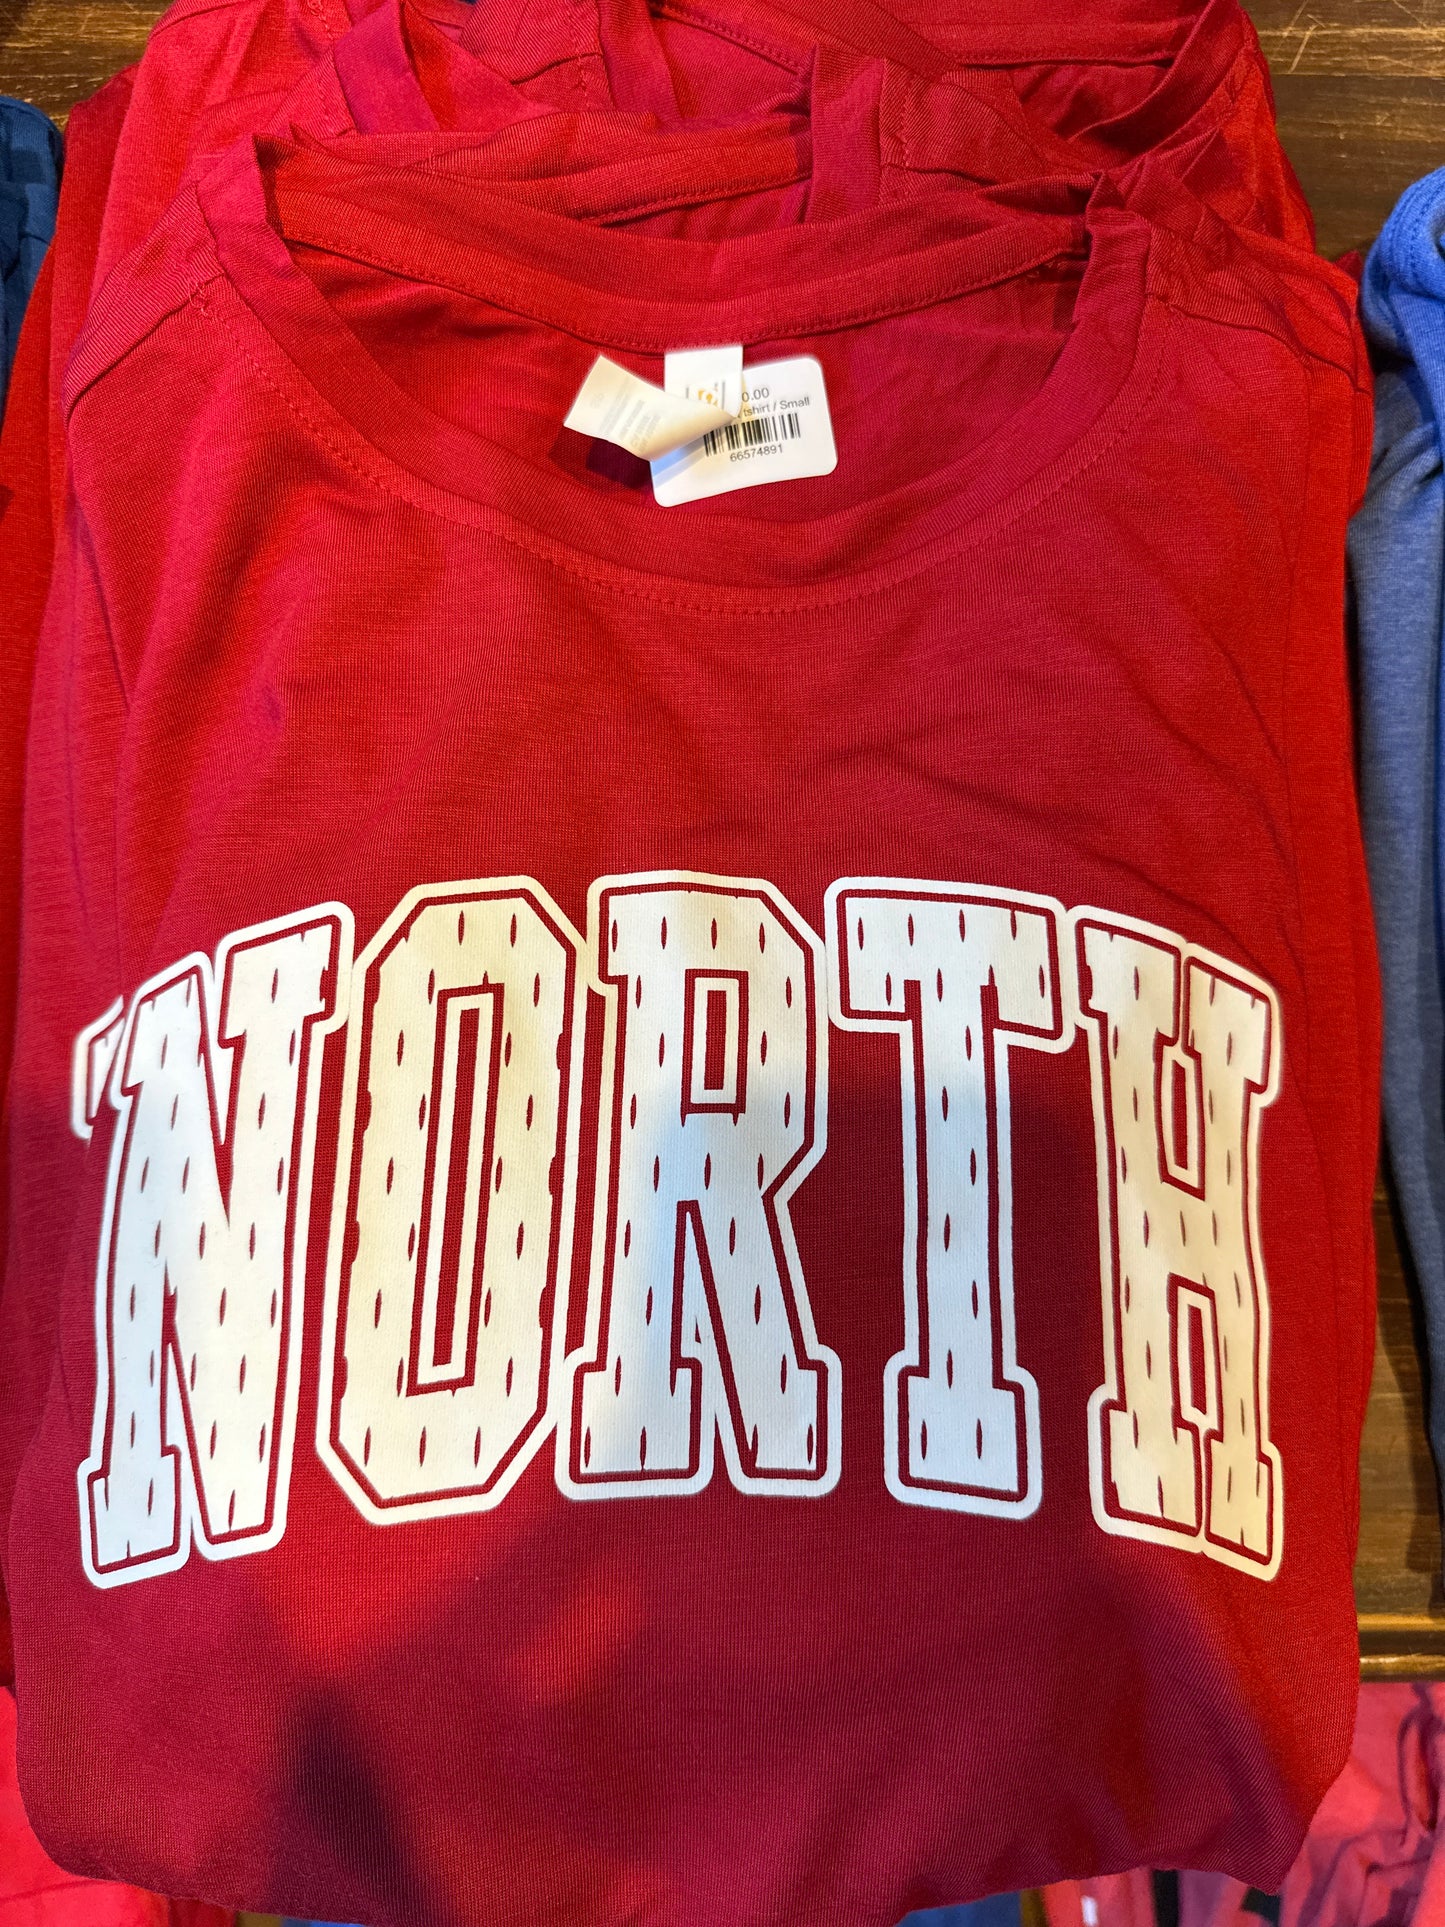 0.00
tshirt / Small
66574891
NORTH